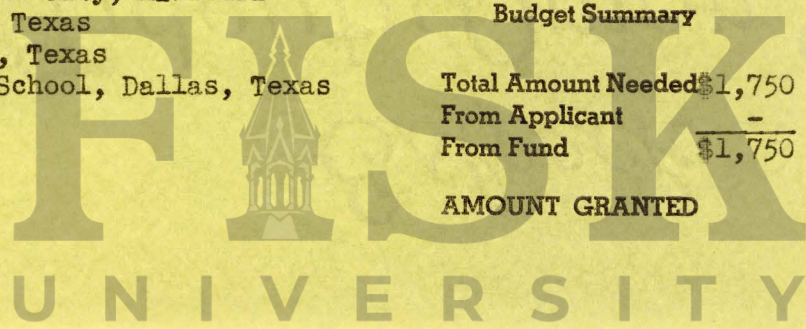 Texas
, Texas
School, Dallas, Texas
Budget Summary
Total Amount Needed $1,750
From Applicant -
From Fund $1,750
AMOUNT GRANTED
FISK
UNIVERSITY